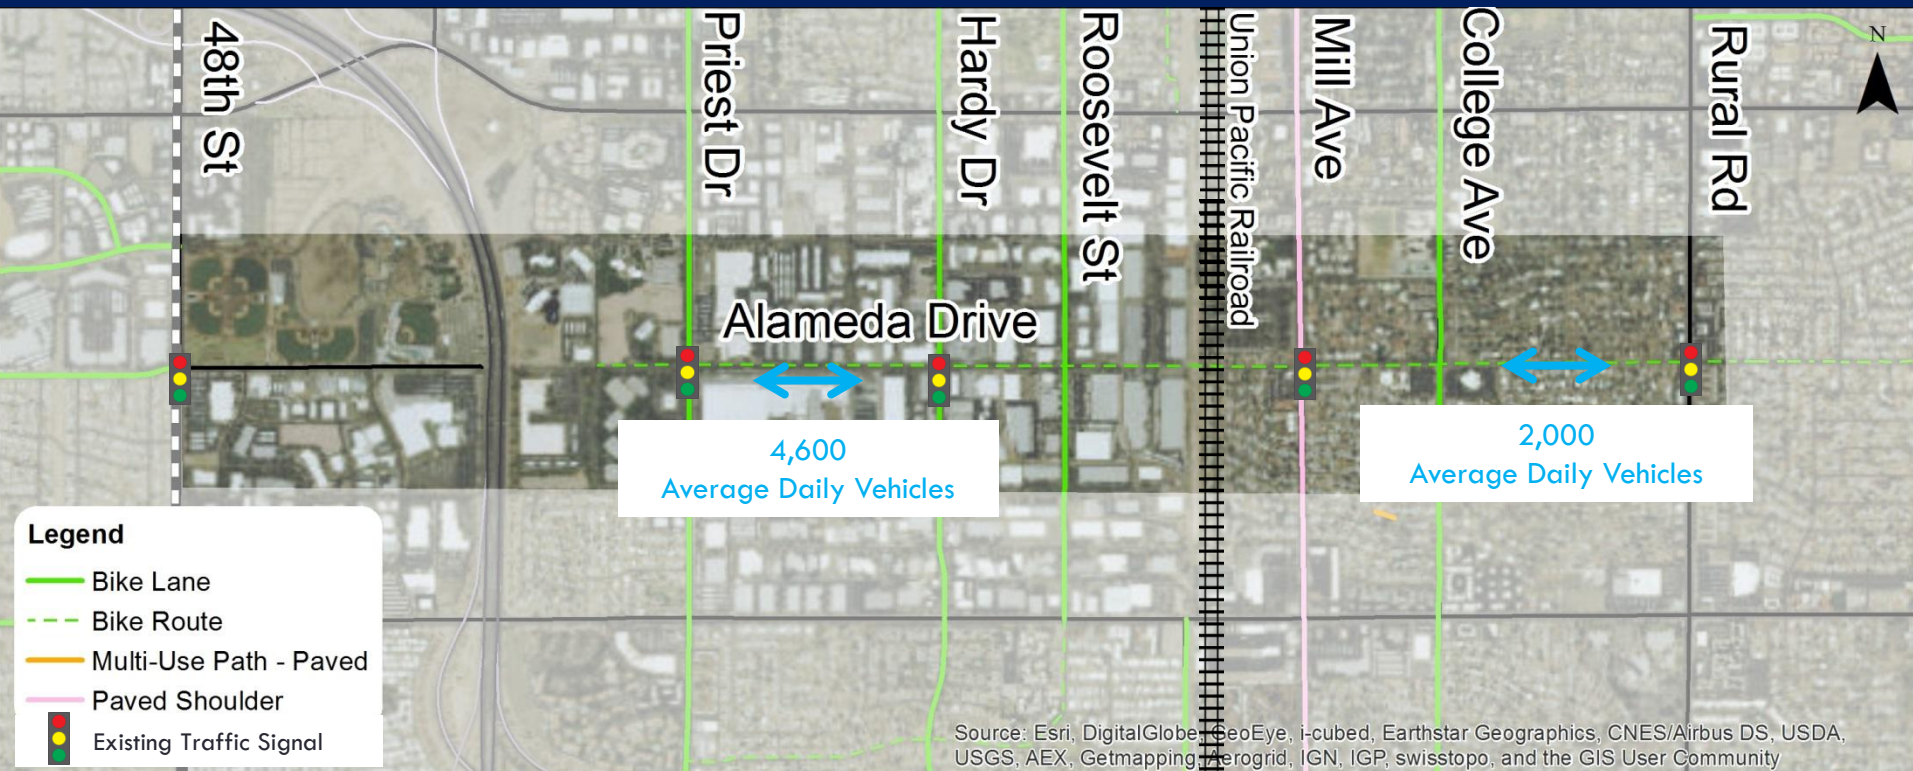 48th St
Priest Dr
Hardy Dr
Roosevelt St
Union Pacific Railroad
Mill Ave
College Ave
Rural Rd
N
Alameda Drive
4,600
Average Daily Vehicles
2,000
Average Daily Vehicles
Legend
Bike Lane
Bike Route
Multi-Use Path - Paved
Paved Shoulder
Existing Traffic Signal
Source: Esri, DigitalGlobe, GeoEye, i-cubed, Earthstar Geographics, CNES/Airbus DS, USDA,
USGS, AEX, Getmapping, Aerogrid, IGN, IGP, swisstopo, and the GIS User Community